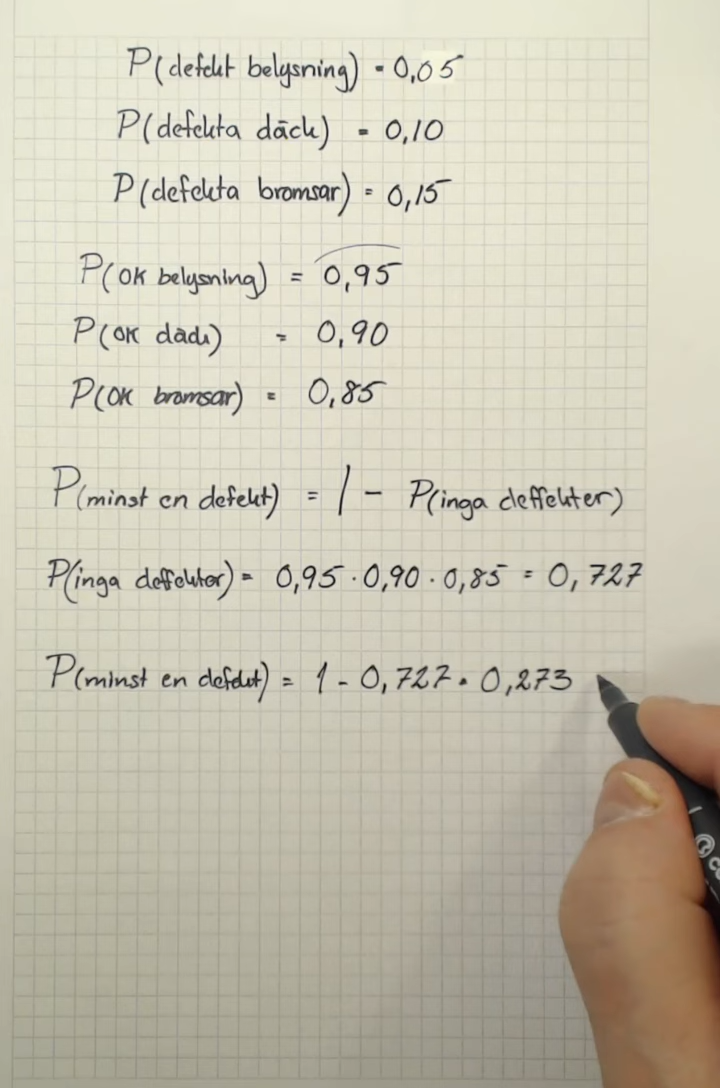 P(defekt belysning) = 0,05
P(defekta däck) = 0,10
P(defekta bromsar) = 0,15
P(OK belysning) = 0,95
P(OK däck) = 0,90
P(OK bromsar) = 0,85
P(minst en defekt) = 1 - P(inga deffekter)
P(inga deffekter) = 0,95 · 0,90 · 0,85 = 0,727
P(minst en defekt) = 1 - 0,727 = 0,273